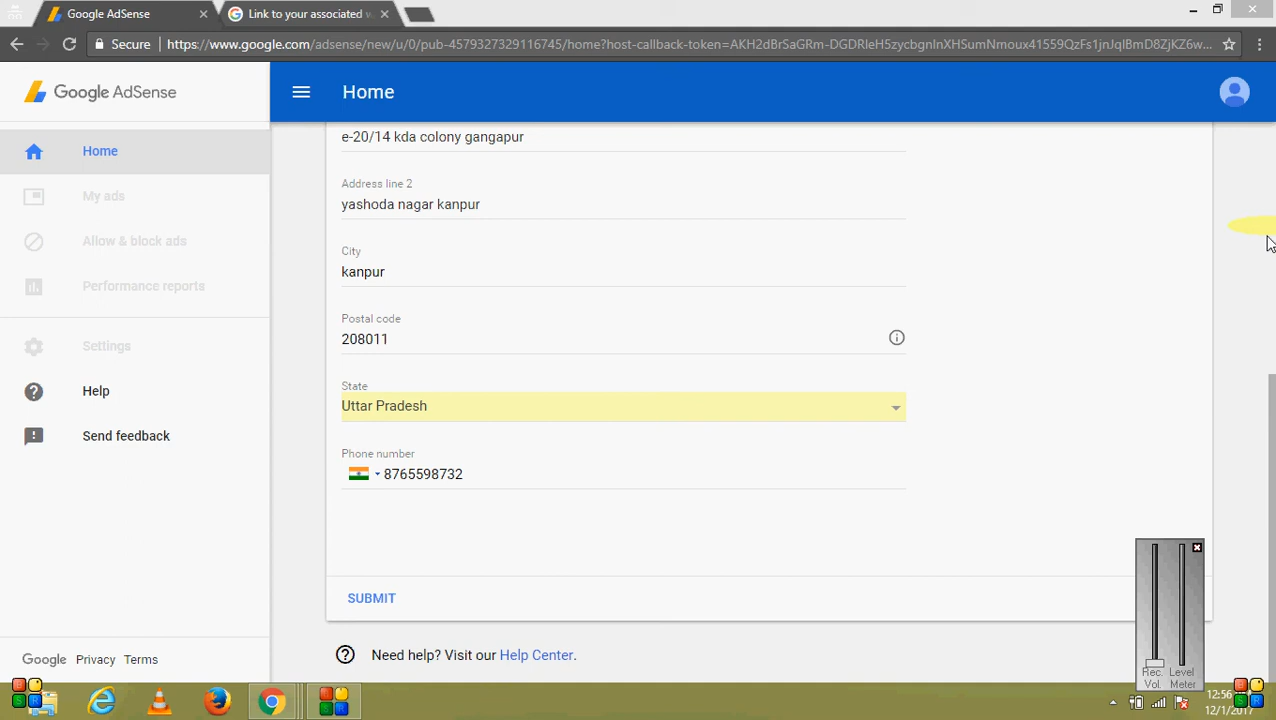 Google AdSense
Link to your associated
Secure
https://www.google.com/adsense/new/u/0/pub-4579327329116745/home?host-callback-token=
Google AdSense
Home
Home
My ads
Allow & block ads
Performance reports
Settings
Help
Send feedback
e-20/14 kda colony gangapur
Address line 2
yashoda nagar kanpur
City
kanpur
Postal code
208011
State
Uttar Pradesh
Phone number
8765598732
SUBMIT
Need help? Visit our Help Center.
Google Privacy Terms
Rec. Level
Vol. Meter
12:56
12/1/2017